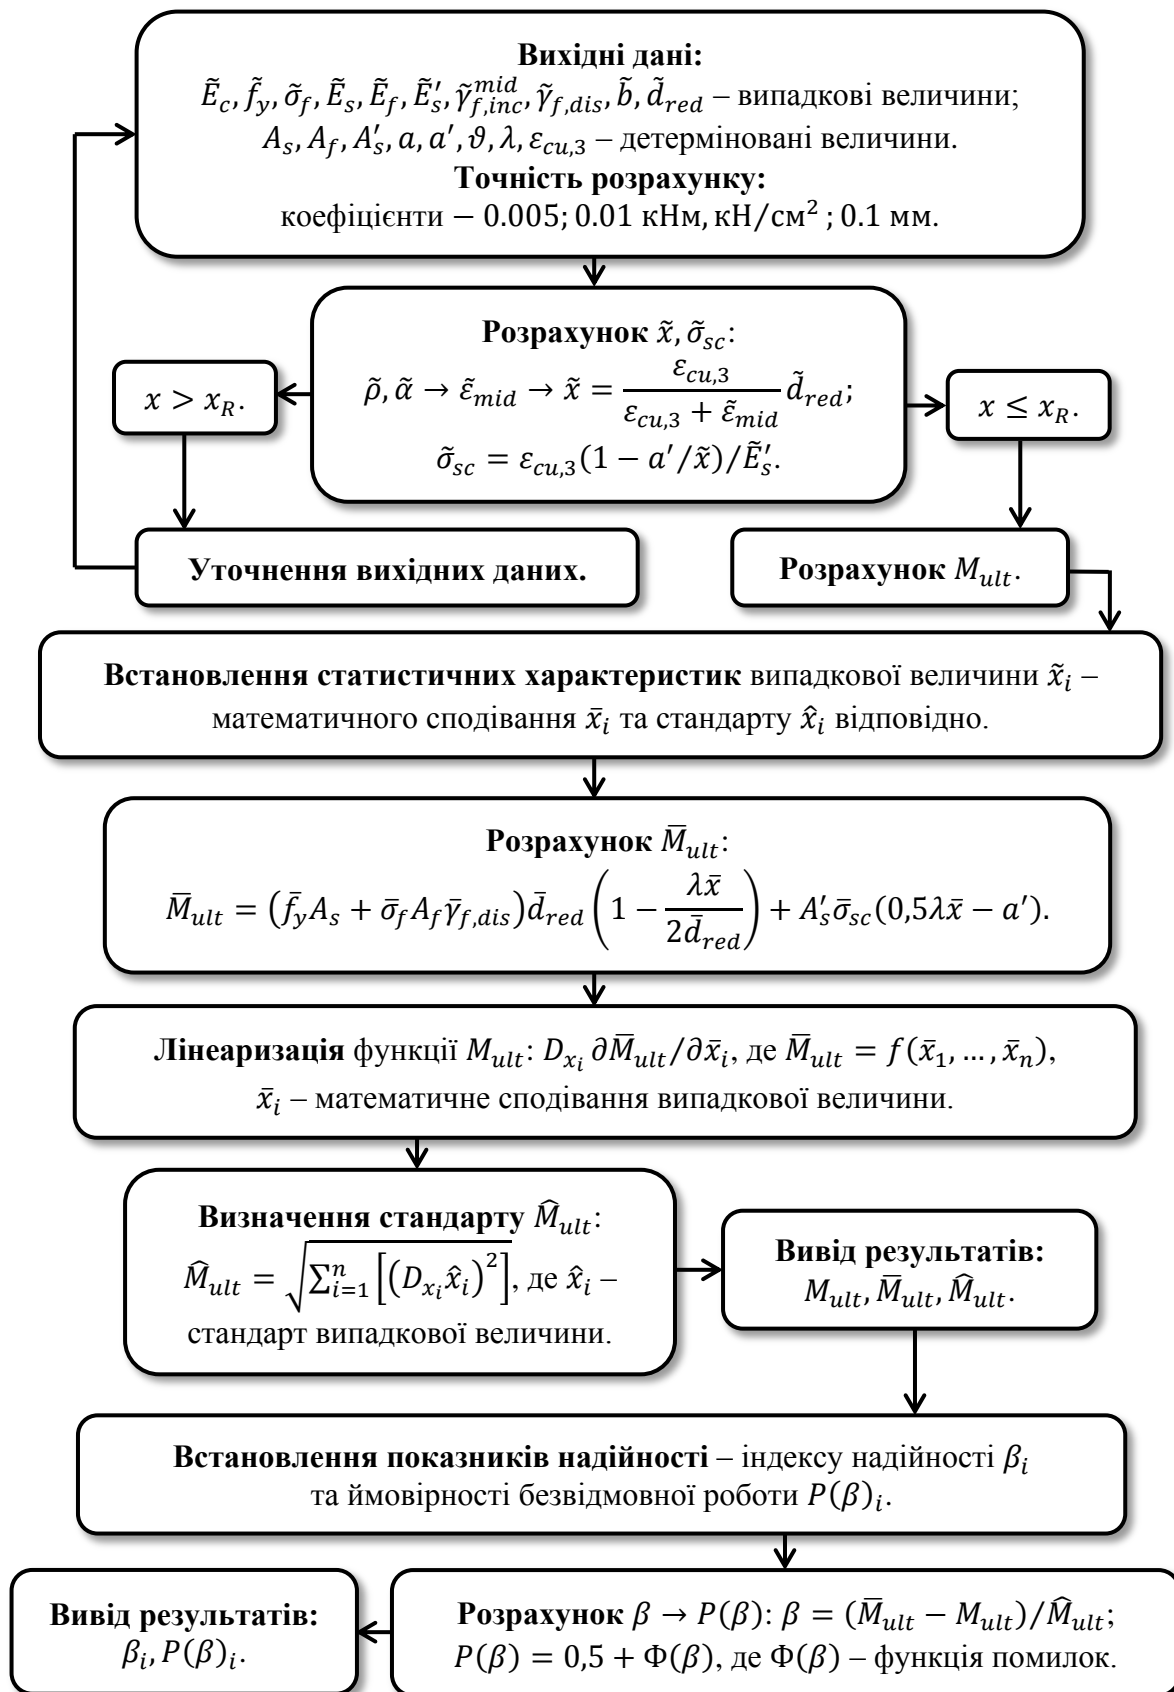 Вихідні дані:
Ẽ_c, f̃_y, σ̃_f, Ẽ_s, Ẽ_f, Ẽ′_s, γ̃^{mid}_{f,inc}, γ̃_{f,dis}, b̃, d̃_{red} – випадкові величини;
A_s, A_f, A′_s, a, a′, ϑ, λ, ε_{cu,3} – детерміновані величини.
Точність розрахунку:
коефіцієнти – 0.005; 0.01 кНм, кН/см² ; 0.1 мм.
Розрахунок x̃, σ̃_{sc}:
ρ̃, α̃ → ε̃_{mid} → x̃ = \frac{ε_{cu,3}}{ε_{cu,3} + ε̃_{mid}} d̃_{red};
σ̃_{sc} = ε_{cu,3}(1 − a′/x̃)/Ẽ′_s.
x > x_R.
x ≤ x_R.
Уточнення вихідних даних.
Розрахунок M_{ult}.
Встановлення статистичних характеристик випадкової величини x̃_i –
математичного сподівання x̄_i та стандарту x̂_i відповідно.
Розрахунок M̄_{ult}:
M̄_{ult} = (f̄_y A_s + σ̄_f A_f γ̄_{f,dis}) d̄_{red} (1 − \frac{λx̄}{2d̄_{red}}) + A′_s σ̄_{sc}(0,5λx̄ − a′).
Лінеаризація функції M_{ult}: D_{x_i} ∂M̄_{ult}/∂x̄_i, де M̄_{ult} = f(x̄_1, …, x̄_n),
x̄_i – математичне сподівання випадкової величини.
Визначення стандарту M̂_{ult}:
M̂_{ult} = \sqrt{∑_{i=1}^{n} [(D_{x_i} x̂_i)^2]}, де x̂_i –
стандарт випадкової величини.
Вивід результатів:
M_{ult}, M̄_{ult}, M̂_{ult}.
Встановлення показників надійності – індексу надійності β_i
та ймовірності безвідмовної роботи P(β)_i.
Розрахунок β → P(β): β = (M̄_{ult} − M_{ult})/M̂_{ult};
P(β) = 0,5 + Φ(β), де Φ(β) – функція помилок.
Вивід результатів:
β_i, P(β)_i.